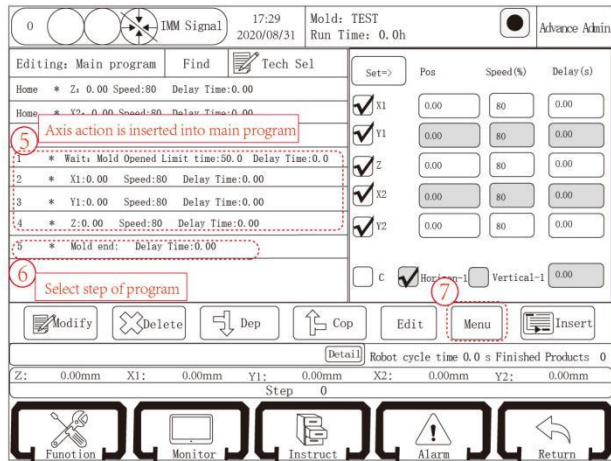 0
IMM Signal
17:29
2020/08/31
Mold: TEST
Run Time: 0.0h
Advance Admin
Editing: Main program
Find
Tech Sel
Home * Z: 0.00 Speed:80 Delay Time:0.00
Home * Y2: 0.00 Speed:80 Delay Time:0.00
⑤
Axis action is inserted into main program
1 * Wait: Mold Opened Limit time:50.0 Delay Time:0.0
2 * X1:0.00 Speed:80 Delay Time:0.00
3 * Y1:0.00 Speed:80 Delay Time:0.00
4 * Z:0.00 Speed:80 Delay Time:0.00
5 * Mold end: Delay Time:0.00
⑥
Select step of program
Set=> Pos Speed(%) Delay(s)
X1 0.00 80 0.00
Y1 0.00 80 0.00
Z 0.00 80 0.00
X2 0.00 80 0.00
Y2 0.00 80 0.00
C Horizon-1 Vertical-1 0.00
⑦
Modify Delete Dep Cop Edit Menu Insert
Detail Robot cycle time 0.0 s Finished Products 0
Z: 0.00mm X1: 0.00mm Y1: 0.00mm X2: 0.00mm Y2: 0.00mm
Step 0
Funotion Monitor Instruct Alarm Return